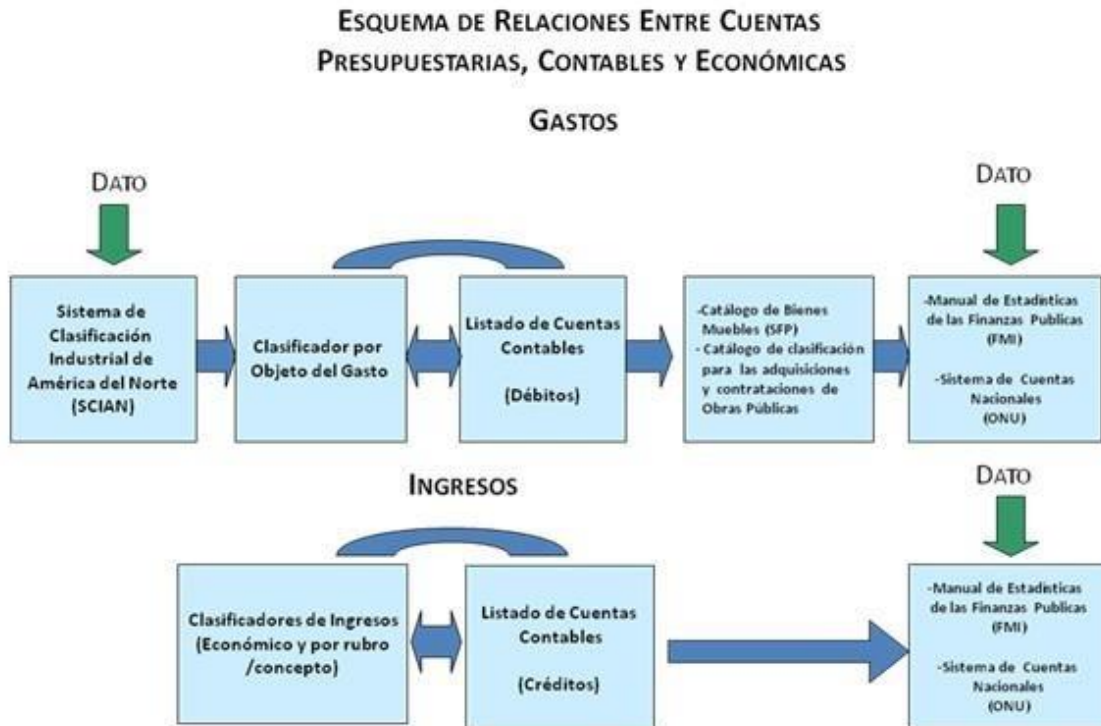 ESQUEMA DE RELACIONES ENTRE CUENTAS
PRESUPUESTARIAS, CONTABLES Y ECONÓMICAS
GASTOS
DATO
DATO
Sistema de
Clasificación
Industrial de
América del Norte
(SCIAN)
Clasificador por
Objeto del Gasto
Listado de Cuentas
Contables
(Débitos)
-Catálogo de Bienes
Muebles (SFP)
- Catálogo de clasificación
para las adquisiciones
y contrataciones de
Obras Públicas
-Manual de Estadísticas
de las Finanzas Publicas
(FMI)
-Sistema de Cuentas
Nacionales
(ONU)
INGRESOS
DATO
Clasificadores de Ingresos
(Económico y por rubro
/concepto)
Listado de Cuentas
Contables
(Créditos)
-Manual de Estadísticas
de las Finanzas Publicas
(FMI)
-Sistema de Cuentas
Nacionales
(ONU)